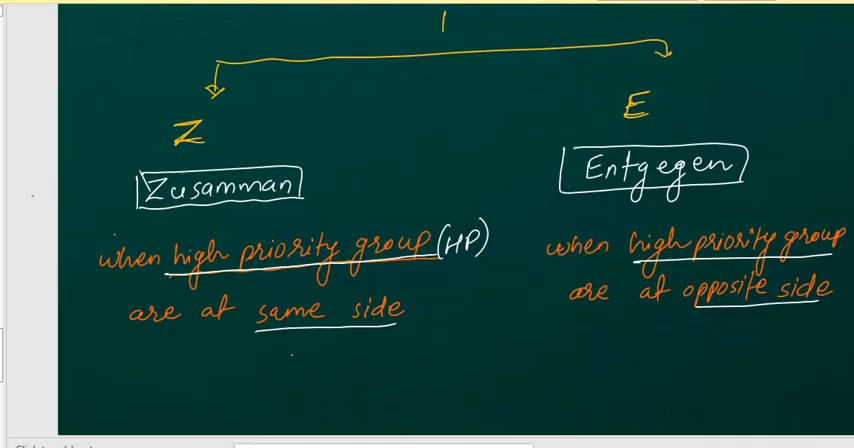 Z
E
Zusamman
Entgegen
when high priority group (HP)
are at same side
when high priority group
are at opposite side